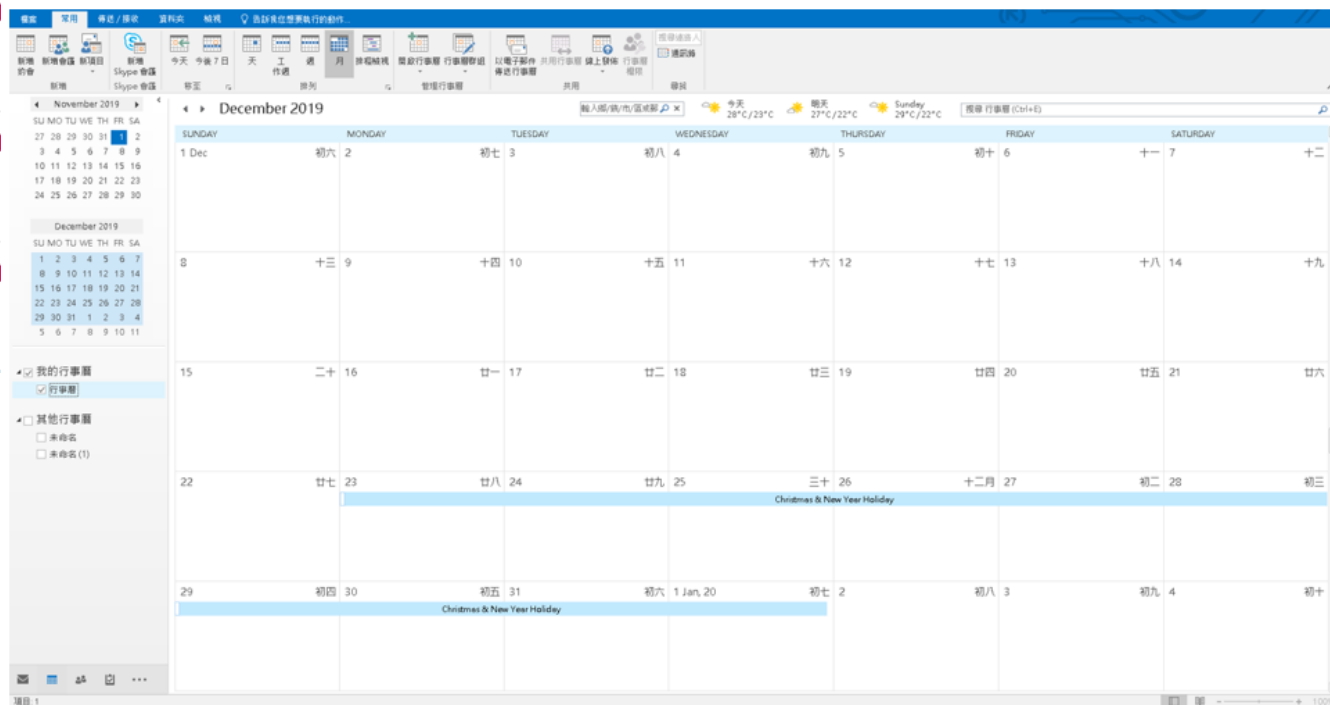 檔案 常用 傳送/接收 資料夾 檢視 告訴我您想要執行的動作...
新增約會 新增會議 新項目 新增 Skype 會議 今天 今後 7 日 天 工作週 週 月 排程檢視 開啟行事曆 行事曆群組 以電子郵件傳送行事曆 共用行事曆 線上發佈 行事曆權限 搜尋連絡人
通訊錄
新增 Skype 會議 移至 排列 管理行事曆 共用 尋找
November 2019
SU MO TU WE TH FR SA
27 28 29 30 31 1 2
3 4 5 6 7 8 9
10 11 12 13 14 15 16
17 18 19 20 21 22 23
24 25 26 27 28 29 30
December 2019
SU MO TU WE TH FR SA
1 2 3 4 5 6 7
8 9 10 11 12 13 14
15 16 17 18 19 20 21
22 23 24 25 26 27 28
29 30 31 1 2 3 4
5 6 7 8 9 10 11
我的行事曆
行事曆
其他行事曆
未命名
未命名 (1)
December 2019 今天 28°C/23°C 明天 27°C/22°C Sunday 29°C/22°C 搜尋 行事曆 (Ctrl+E)
SUNDAY MONDAY TUESDAY WEDNESDAY THURSDAY FRIDAY SATURDAY
1 Dec 初六 2 初七 3 初八 4 初九 5 初十 6 十一 7 十二
8 十三 9 十四 10 十五 11 十六 12 十七 13 十八 14 十九
15 二十 16 廿一 17 廿二 18 廿三 19 廿四 20 廿五 21 廿六
22 廿七 23 廿八 24 廿九 25 三十 26 十二月 27 初二 28 初三
Christmas & New Year Holiday
29 初四 30 初五 31 初六 1 Jan, 20 初七 2 初八 3 初九 4 初十
Christmas & New Year Holiday
項目: 1 100%